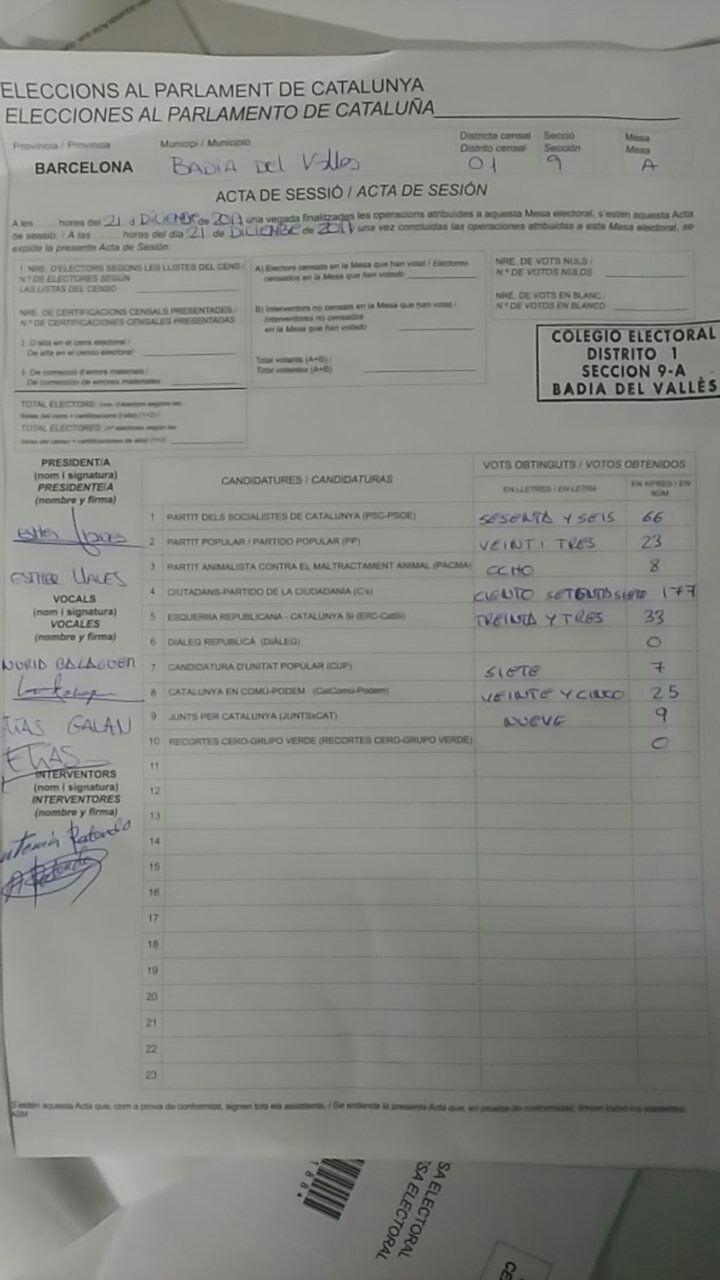 ELECCIONS AL PARLAMENT DE CATALUNYA
ELECCIONES AL PARLAMENTO DE CATALUÑA
Provincia / Provincia
Municipi / Municipio
Districte censal
Distrito censal
Secció
Sección
Mesa
Mesa
BARCELONA
BADIA DEL Vallès
01
9
A
ACTA DE SESSIÓ / ACTA DE SESIÓN
A les ...... hores del 21 d DICIEMBRE de 2017 una vegada finalitzades les operacions atribuïdes a aquesta Mesa electoral, s'estén aquesta Acta
de sessió. / A las ...... horas del día 21 de DICIEMBRE de 2017 una vez concluidas las operaciones atribuidas a esta Mesa electoral, se
expide la presente Acta de Sesión:
1. NRE. D'ELECTORS SEGONS LES LLISTES DEL CENS /
N.º DE ELECTORES SEGÚN
LAS LISTAS DEL CENSO
NRE. DE CERTIFICACIONS CENSALS PRESENTADES /
N.º DE CERTIFICACIONES CENSALES PRESENTADAS
2. D'alta en el cens electoral /
De alta en el censo electoral:
3. De correcció d'errors materials /
De corrección de errores materiales:
TOTAL ELECTORS: (nre. d'electors segons les
llistes del cens + certificacions d'alta) (1+2) /
TOTAL ELECTORES: (nº electores según las
listas del censo + certificaciones de alta) (1+2)
A) Electors censats en la Mesa que han votat / Electores
censados en la Mesa que han votado
B) Interventors no censats en la Mesa que han votat /
Interventores no censados
en la Mesa que han votado
Total votants (A+B) /
Total votantes (A+B)
NRE. DE VOTS NULS /
N.º DE VOTOS NULOS
NRE. DE VOTS EN BLANC /
N.º DE VOTOS EN BLANCO
COLEGIO ELECTORAL
DISTRITO 1
SECCION 9-A
BADIA DEL VALLÈS
PRESIDENT/A
(nom i signatura)
PRESIDENTE/A
(nombre y firma)
ESTHER
VOCALS
(nom i signatura)
VOCALES
(nombre y firma)
NURIA BALAGUER
GALAN
ELIAS
INTERVENTORS
(nom i signatura)
INTERVENTORES
(nombre y firma)
CANDIDATURES / CANDIDATURAS
VOTS OBTINGUTS / VOTOS OBTENIDOS
EN LLETRES / EN LETRA
EN XIFRES / EN NÚM
1 PARTIT DELS SOCIALISTES DE CATALUNYA (PSC-PSOE) SESENTA Y SEIS 66
2 PARTIT POPULAR / PARTIDO POPULAR (PP) VEINTI TRES 23
3 PARTIT ANIMALISTA CONTRA EL MALTRACTAMENT ANIMAL (PACMA) OCHO 8
4 CIUTADANS-PARTIDO DE LA CIUDADANÍA (C's) CIENTO SETENTASIETE 177
5 ESQUERRA REPUBLICANA - CATALUNYA SÍ (ERC-CatSí) TREINTA Y TRES 33
6 DIÀLEG REPUBLICÀ (DIÀLEG) 0
7 CANDIDATURA D'UNITAT POPULAR (CUP) SIETE 7
8 CATALUNYA EN COMÚ-PODEM (CatComú-Podem) VEINTE Y CINCO 25
9 JUNTS PER CATALUNYA (JUNTSxCAT) NUEVE 9
10 RECORTES CERO-GRUPO VERDE (RECORTES CERO-GRUPO VERDE) 0
11
12
13
14
15
16
17
18
19
20
21
22
23
S'estén aquesta Acta que, com a prova de conformitat, signen tots els assistents. / Se extiende la presente Acta que, en prueba de conformidad, firman todos los asistentes.
SA ELECTORAL
SA ELECTORAL